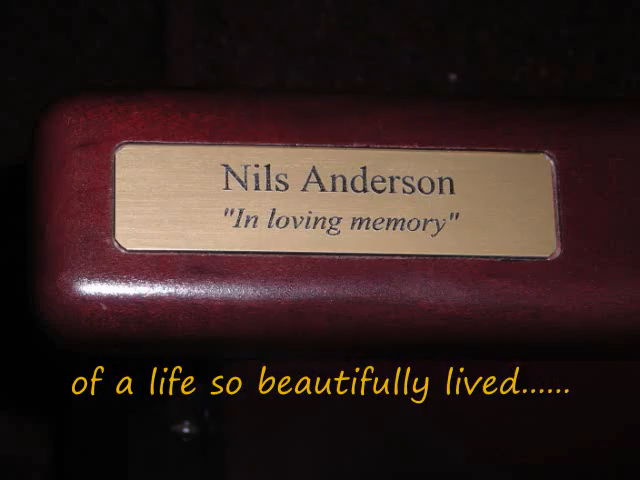 Nils Anderson
"In loving memory"
of a life so beautifully lived......